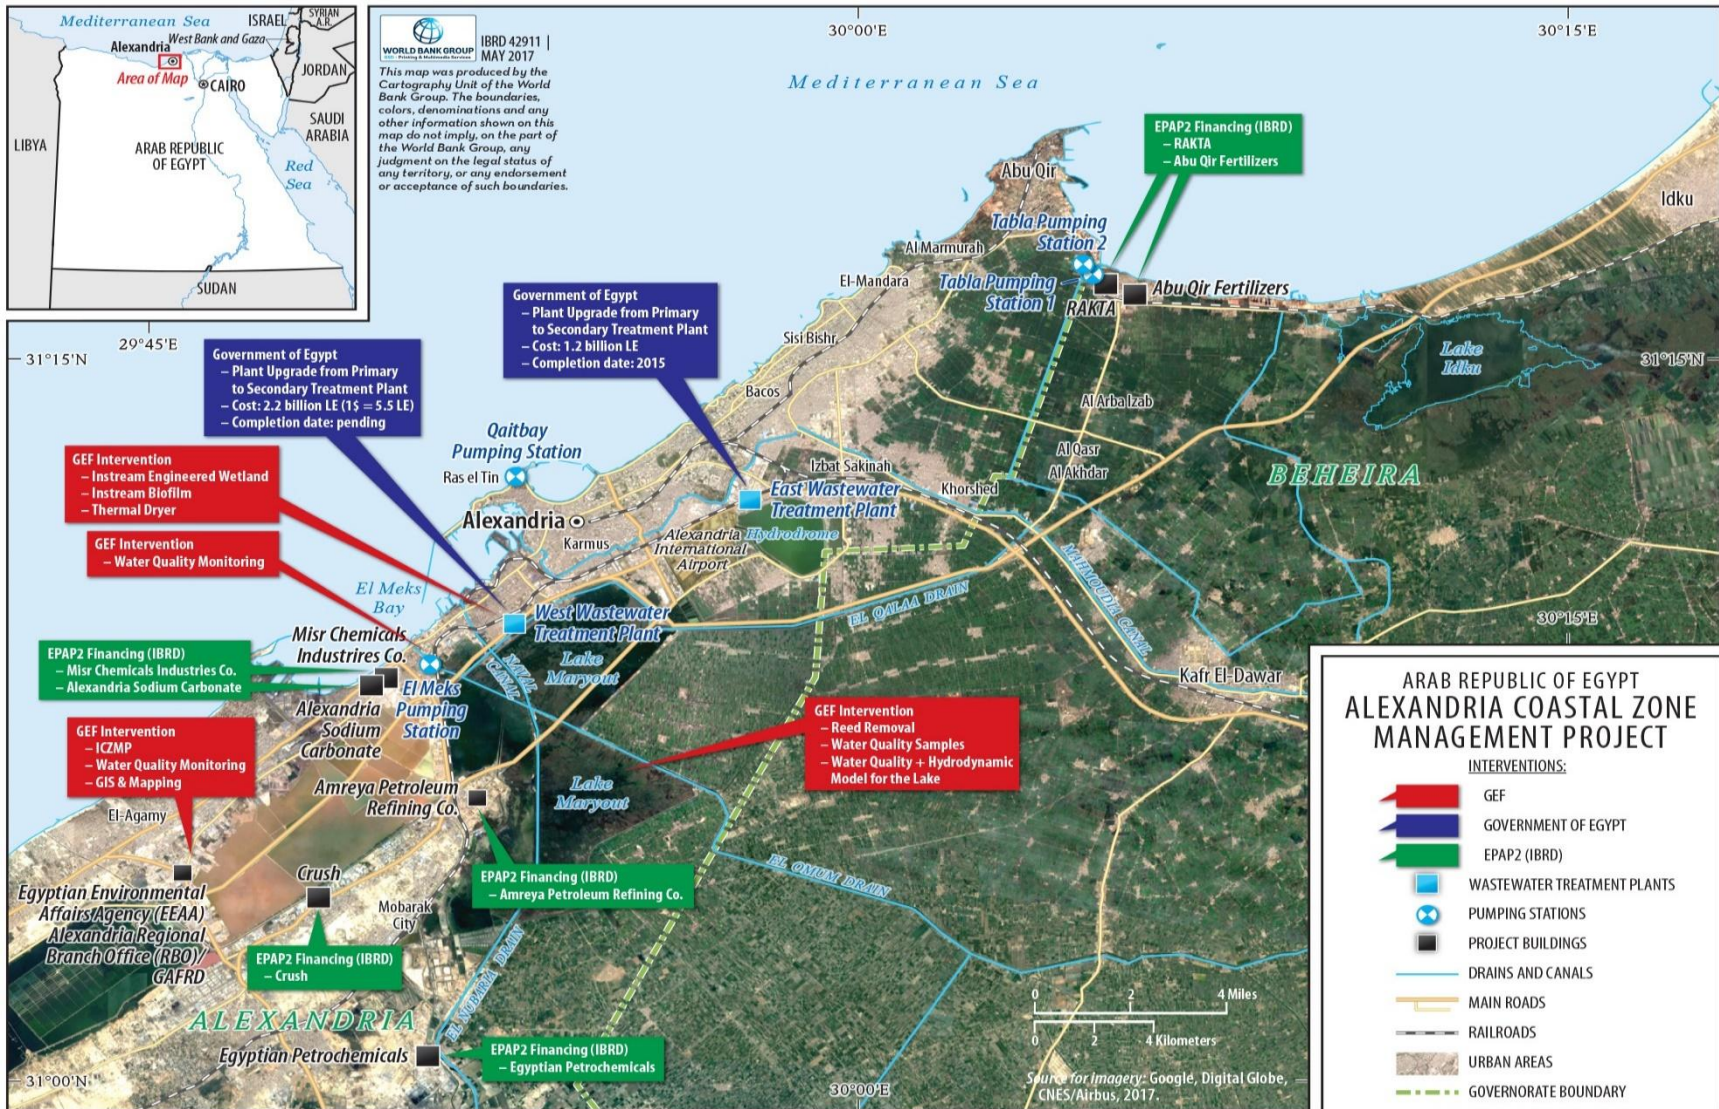 Mediterranean Sea
ISRAEL
SYRIAN
A.R.
West Bank and Gaza
Alexandria
Area of Map
JORDAN
CAIRO
SAUDI
ARABIA
LIBYA
ARAB REPUBLIC
OF EGYPT
Red
Sea
SUDAN
WORLD BANK GROUP
GSD - Printing & Multimedia Services
IBRD 42911 |
MAY 2017
This map was produced by the
Cartography Unit of the World
Bank Group. The boundaries,
colors, denominations and any
other information shown on this
map do not imply, on the part of
the World Bank Group, any
judgment on the legal status of
any territory, or any endorsement
or acceptance of such boundaries.
30°00'E
30°15'E
Mediterranean Sea
EPAP2 Financing (IBRD)
– RAKTA
– Abu Qir Fertilizers
Abu Qir
Idku
Tabla Pumping
Station 2
Al Marmurah
Tabla Pumping
Station 1
El-Mandara
RAKTA
Abu Qir Fertilizers
Government of Egypt
– Plant Upgrade from Primary
to Secondary Treatment Plant
– Cost: 1.2 billion LE
– Completion date: 2015
Sisi Bishr
Lake
Idku
29°45'E
31°15'N
31°15'N
Government of Egypt
– Plant Upgrade from Primary
to Secondary Treatment Plant
– Cost: 2.2 billion LE (1$ = 5.5 LE)
– Completion date: pending
Bacos
Al Arba Izab
Qaitbay
Pumping Station
Ras el Tin
Al Qasr
Al Akhdar
Izbat Sakinah
Khorshed
BEHEIRA
GEF Intervention
– Instream Engineered Wetland
– Instream Biofilm
– Thermal Dryer
East Wastewater
Treatment Plant
Alexandria
Karmus
Alexandria
International
Airport
Hydrodrome
GEF Intervention
– Water Quality Monitoring
MAHMOUDIA CANAL
El Meks
Bay
EL QALAA DRAIN
30°15'E
West Wastewater
Treatment Plant
Misr Chemicals
Industrires Co.
EPAP2 Financing (IBRD)
– Misr Chemicals Industries Co.
– Alexandria Sodium Carbonate
NAVAL
CANAL
Lake
Maryout
Kafr El-Dawar
El Meks
Pumping
Station
Alexandria
Sodium
Carbonate
GEF Intervention
– Reed Removal
– Water Quality Samples
– Water Quality + Hydrodynamic
Model for the Lake
GEF Intervention
– ICZMP
– Water Quality Monitoring
– GIS & Mapping
Lake
Maryout
Amreya Petroleum
Refining Co.
El-Agamy
EPAP2 Financing (IBRD)
– Amreya Petroleum Refining Co.
EL OMUM DRAIN
Crush
Egyptian Environmental
Affairs Agency (EEAA)
Alexandria Regional
Branch Office (RBO)/
GAFRD
Mobarak
City
EPAP2 Financing (IBRD)
– Crush
EL NUBARIA DRAIN
ALEXANDRIA
Egyptian Petrochemicals
EPAP2 Financing (IBRD)
– Egyptian Petrochemicals
31°00'N
30°00'E
0 2 4 Miles
0 2 4 Kilometers
Source for imagery: Google, Digital Globe,
CNES/Airbus, 2017.
ARAB REPUBLIC OF EGYPT
ALEXANDRIA COASTAL ZONE
MANAGEMENT PROJECT
INTERVENTIONS:
GEF
GOVERNMENT OF EGYPT
EPAP2 (IBRD)
WASTEWATER TREATMENT PLANTS
PUMPING STATIONS
PROJECT BUILDINGS
DRAINS AND CANALS
MAIN ROADS
RAILROADS
URBAN AREAS
GOVERNORATE BOUNDARY